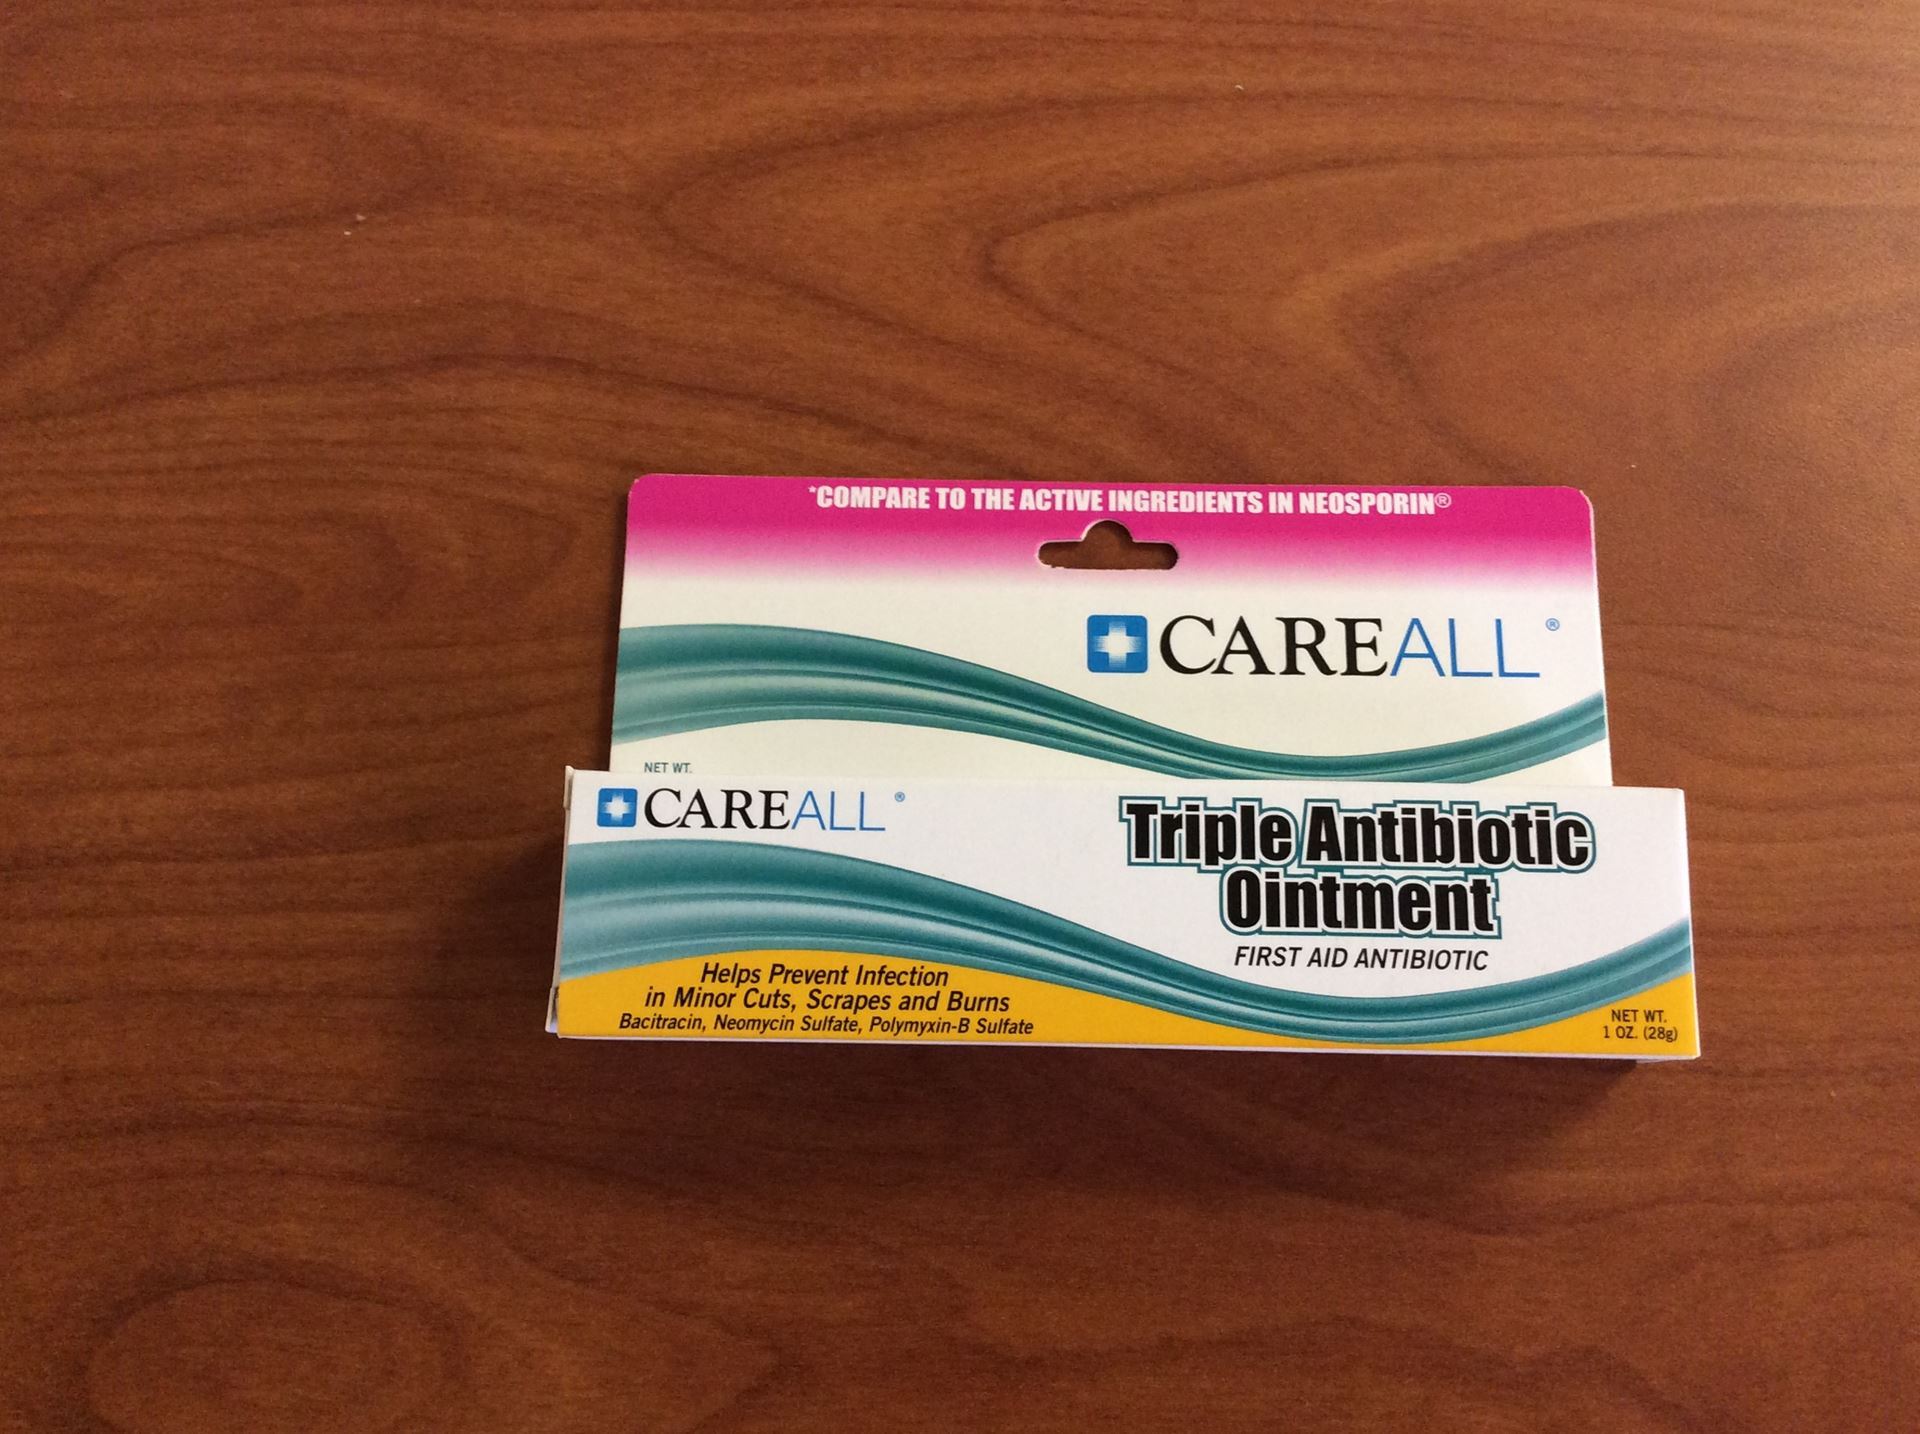 *COMPARE TO THE ACTIVE INGREDIENTS IN NEOSPORIN®
CAREALL®
NET WT.
CAREALL®
Triple Antibiotic
Ointment
FIRST AID ANTIBIOTIC
Helps Prevent Infection
in Minor Cuts, Scrapes and Burns
Bacitracin, Neomycin Sulfate, Polymyxin-B Sulfate
NET WT.
1 OZ. (28g)